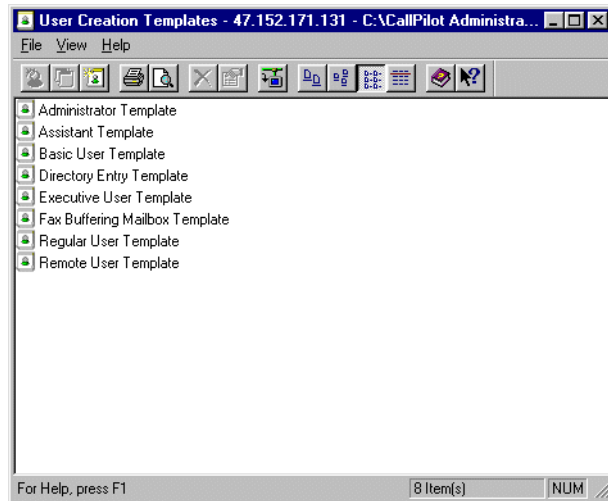 User Creation Templates - 47.152.171.131 - C:\CallPilot Administra...
File View Help
Administrator Template
Assistant Template
Basic User Template
Directory Entry Template
Executive User Template
Fax Buffering Mailbox Template
Regular User Template
Remote User Template
For Help, press F1 8 Item(s) NUM